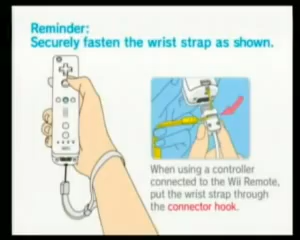 Reminder:
Securely fasten the wrist strap as shown.
When using a controller
connected to the Wii Remote,
put the wrist strap through
the connector hook.